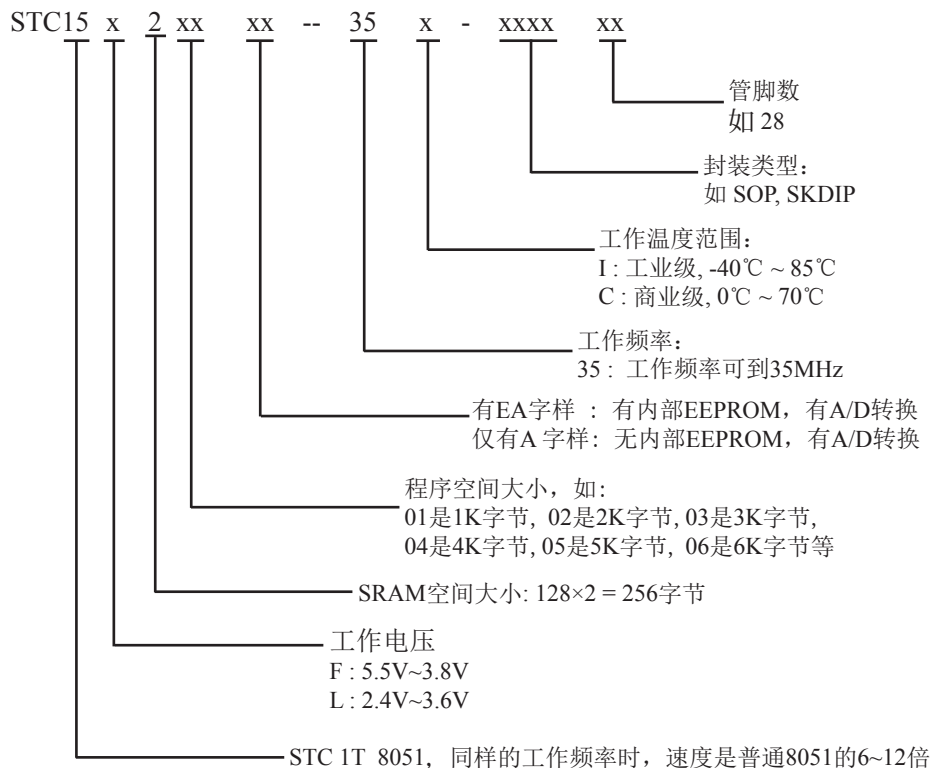 STC15 x 2 xx xx -- 35 x - xxxx xx
管脚数
如 28
封装类型:
如 SOP, SKDIP
工作温度范围:
I : 工业级, -40℃ ~ 85℃
C : 商业级, 0℃ ~ 70℃
工作频率:
35 : 工作频率可到35MHz
有EA字样 : 有内部EEPROM，有A/D转换
仅有A 字样: 无内部EEPROM，有A/D转换
程序空间大小，如:
01是1K字节, 02是2K字节, 03是3K字节,
04是4K字节, 05是5K字节, 06是6K字节等
SRAM空间大小: 128×2 = 256字节
工作电压
F : 5.5V~3.8V
L : 2.4V~3.6V
STC 1T 8051, 同样的工作频率时，速度是普通8051的6~12倍